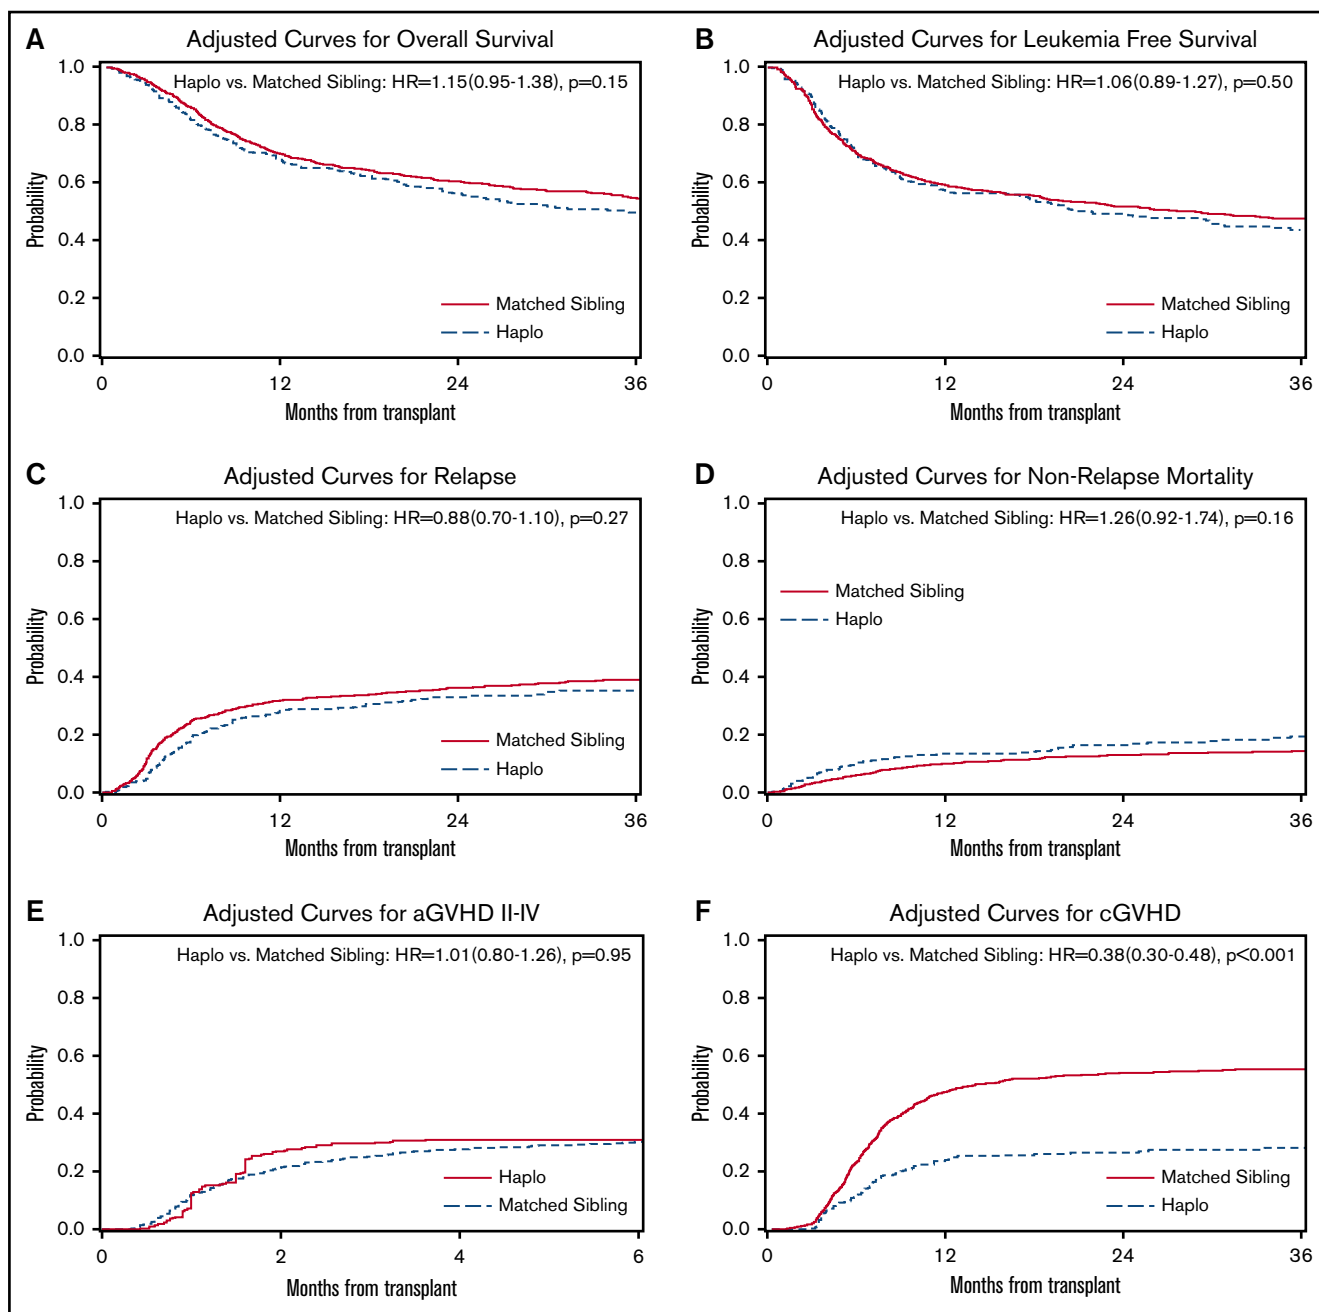 A
Adjusted Curves for Overall Survival
Haplo vs. Matched Sibling: HR=1.15(0.95-1.38), p=0.15
1.0
0.8
0.6
0.4
0.2
0.0
Probability
Matched Sibling
Haplo
0 12 24 36
Months from transplant
B
Adjusted Curves for Leukemia Free Survival
Haplo vs. Matched Sibling: HR=1.06(0.89-1.27), p=0.50
1.0
0.8
0.6
0.4
0.2
0.0
Probability
Matched Sibling
Haplo
0 12 24 36
Months from transplant
C
Adjusted Curves for Relapse
Haplo vs. Matched Sibling: HR=0.88(0.70-1.10), p=0.27
1.0
0.8
0.6
0.4
0.2
0.0
Probability
Matched Sibling
Haplo
0 12 24 36
Months from transplant
D
Adjusted Curves for Non-Relapse Mortality
Haplo vs. Matched Sibling: HR=1.26(0.92-1.74), p=0.16
1.0
0.8
0.6
0.4
0.2
0.0
Probability
Matched Sibling
Haplo
0 12 24 36
Months from transplant
E
Adjusted Curves for aGVHD II-IV
Haplo vs. Matched Sibling: HR=1.01(0.80-1.26), p=0.95
1.0
0.8
0.6
0.4
0.2
0.0
Probability
Haplo
Matched Sibling
0 2 4 6
Months from transplant
F
Adjusted Curves for cGVHD
Haplo vs. Matched Sibling: HR=0.38(0.30-0.48), p<0.001
1.0
0.8
0.6
0.4
0.2
0.0
Probability
Matched Sibling
Haplo
0 12 24 36
Months from transplant